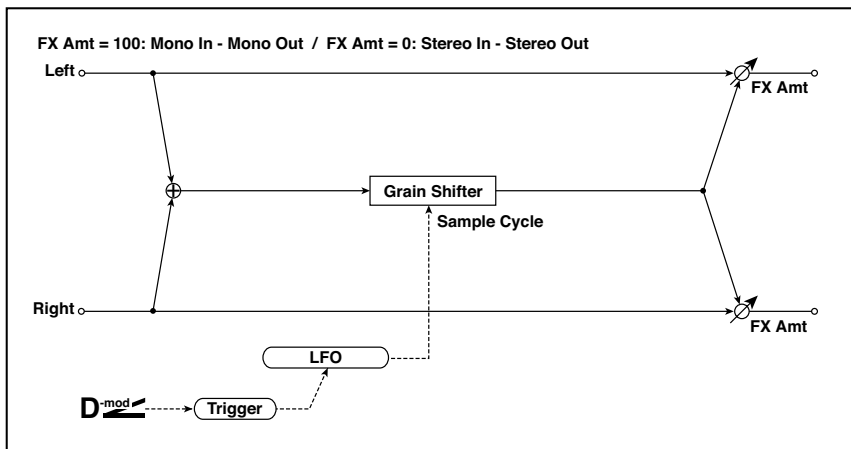 FX Amt = 100: Mono In - Mono Out / FX Amt = 0: Stereo In - Stereo Out
Left
FX Amt
Grain Shifter
Sample Cycle
Right
FX Amt
LFO
D-mod
Trigger